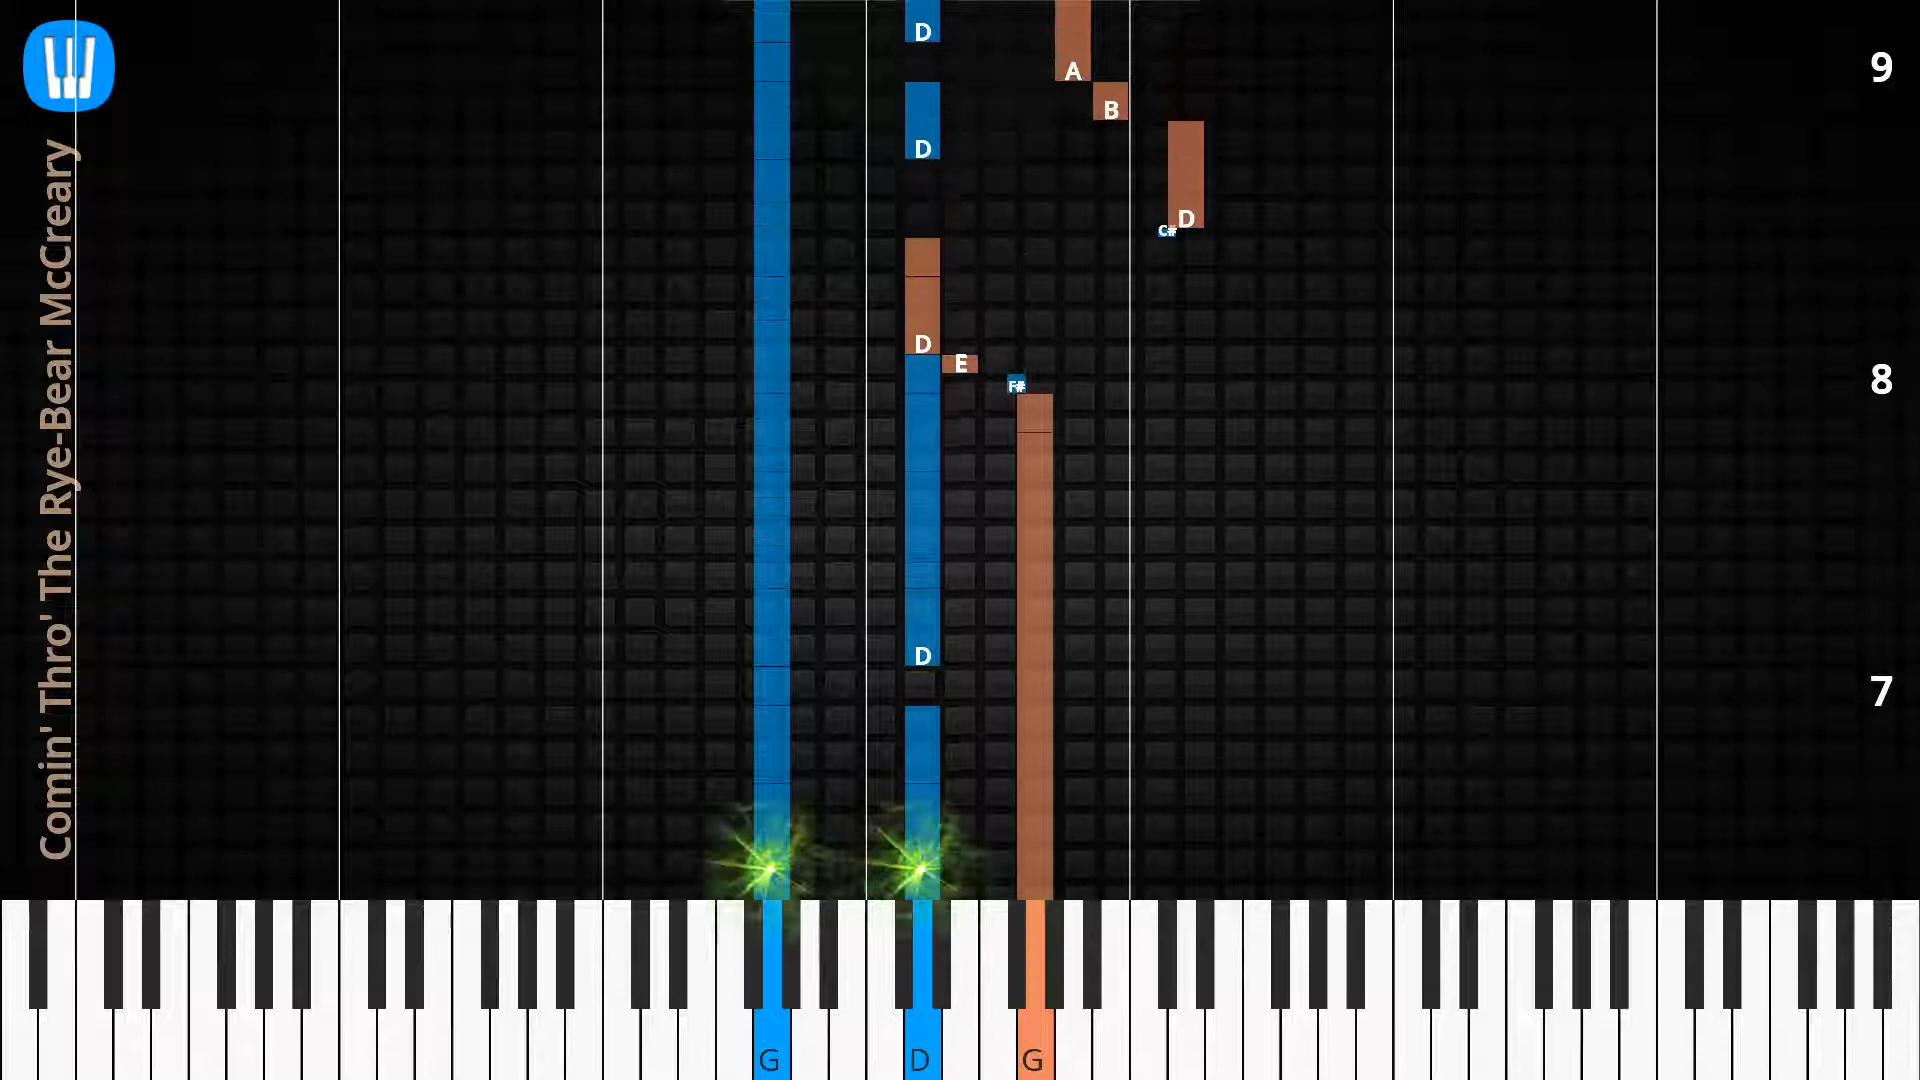 Comin' Thro' The Rye-Bear McCreary
D
A
9
B
D
D
C#
D
E
8
F#
D
7
G
D
G